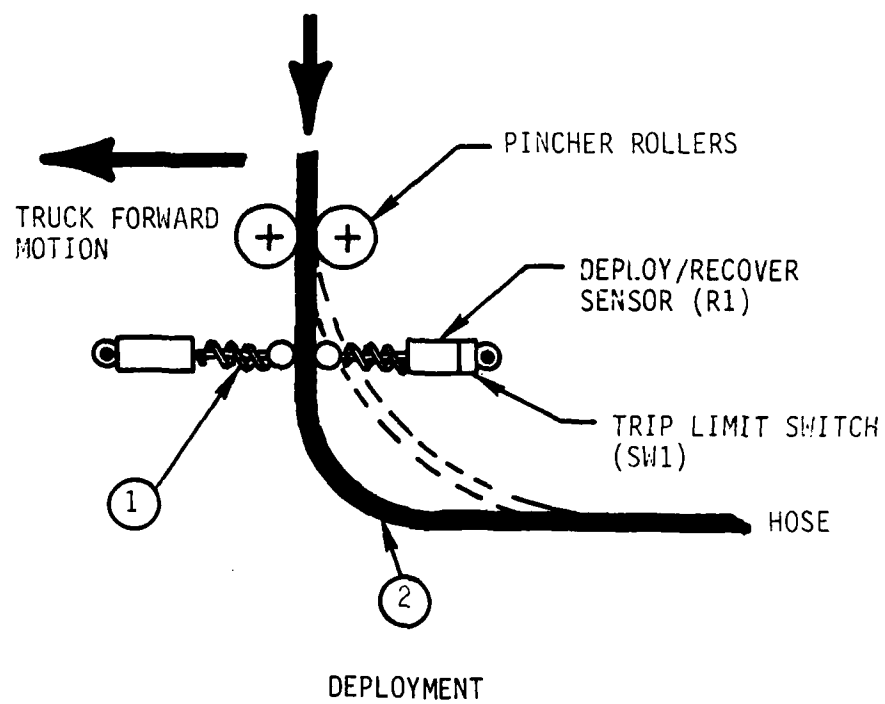 PINCHER ROLLERS
TRUCK FORWARD
MOTION
DEPLOY/RECOVER
SENSOR (R1)
TRIP LIMIT SWITCH
(SW1)
1
HOSE
2
DEPLOYMENT